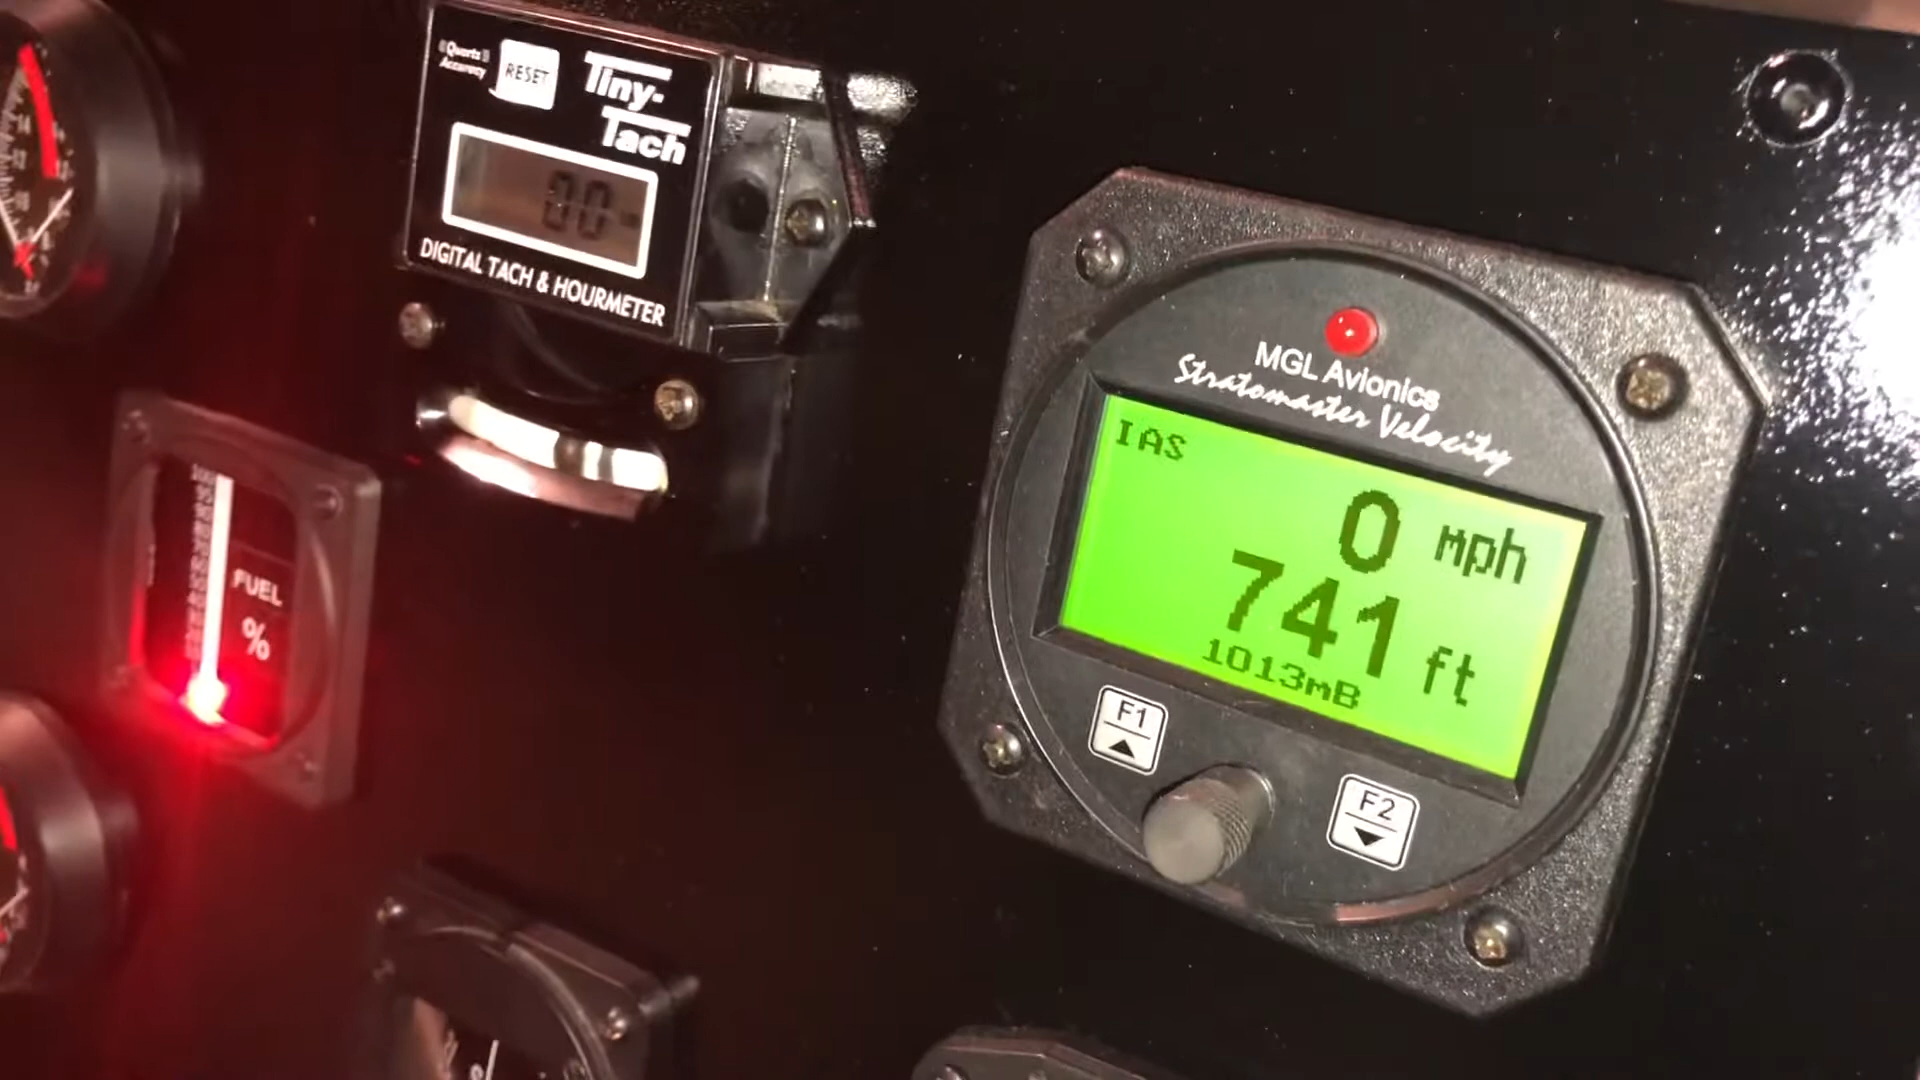 Quartz
Accuracy
RESET
Tiny-
Tach
00
DIGITAL TACH & HOURMETER
FUEL
%
MGL Avionics
Stratomaster Velocity
IAS
0 mph
741 ft
1013mB
F1
F2